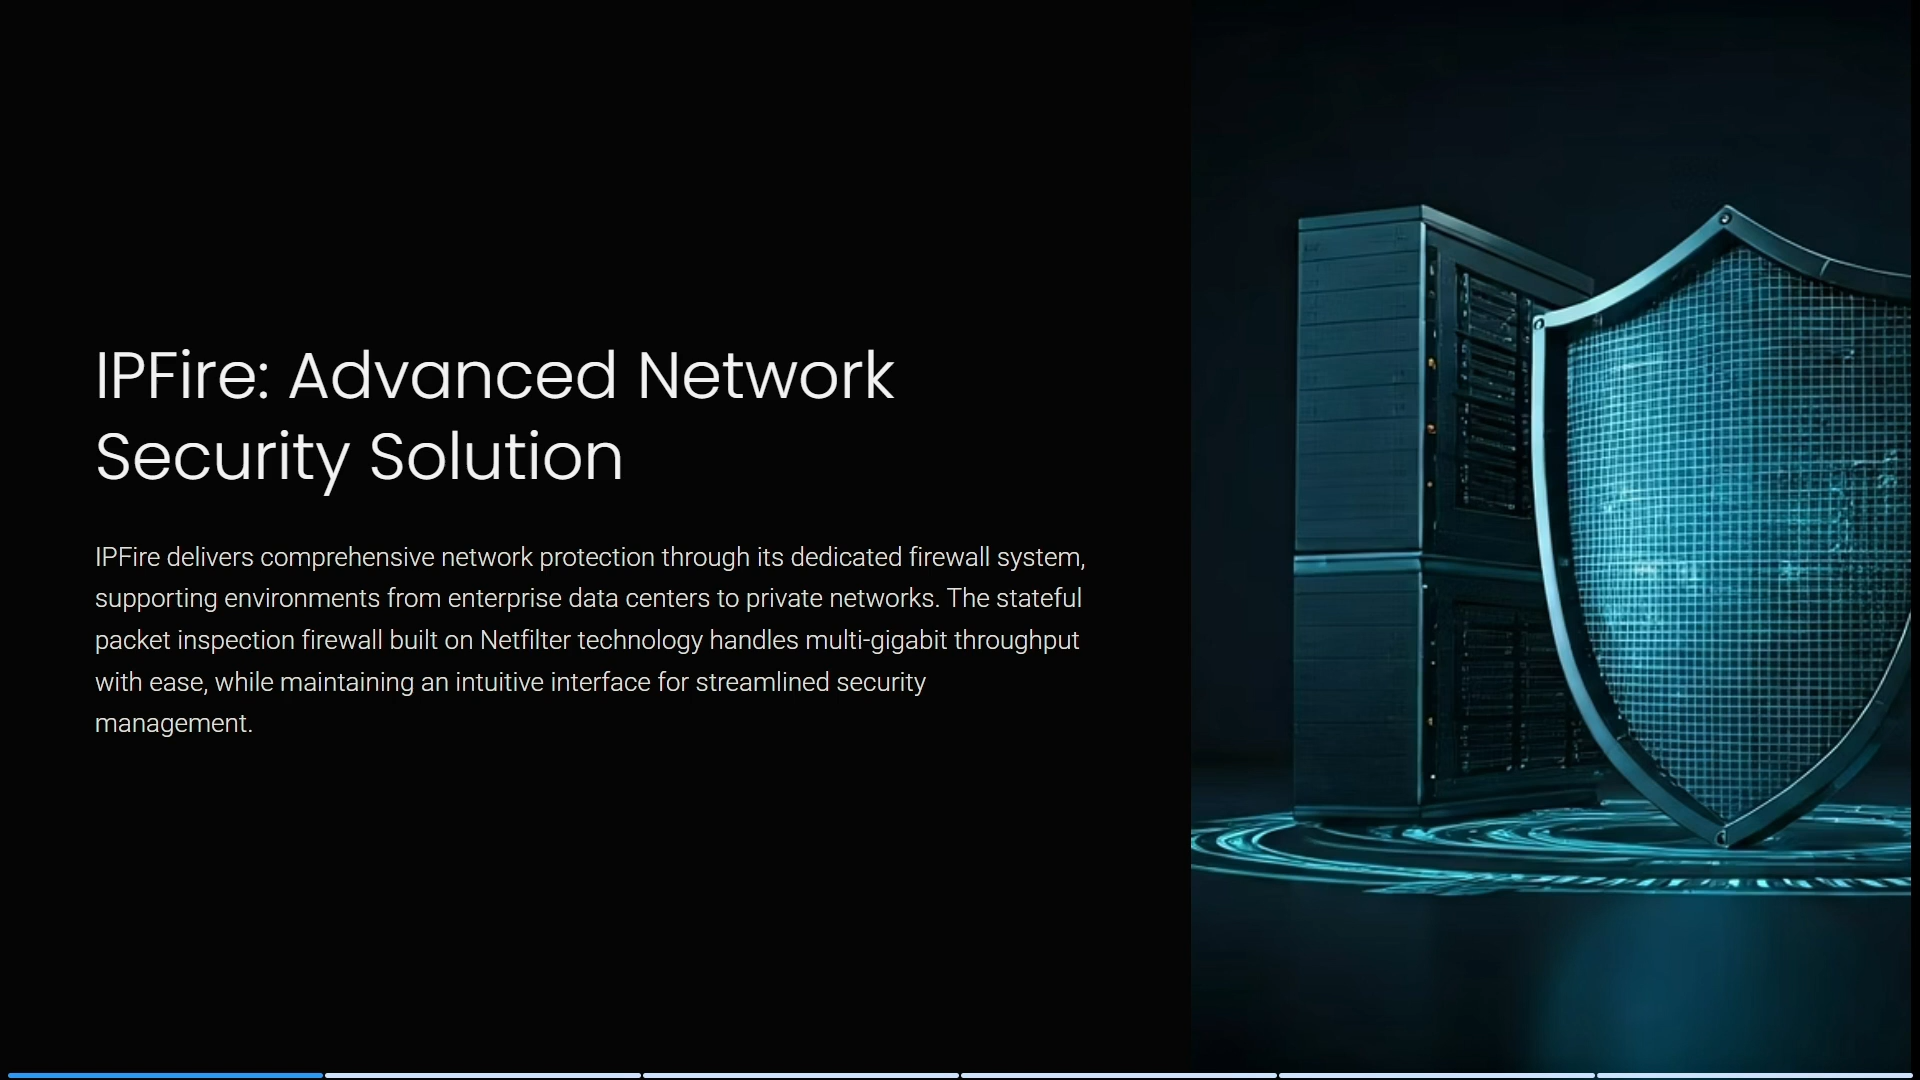 IPFire: Advanced Network
Security Solution
IPFire delivers comprehensive network protection through its dedicated firewall system,
supporting environments from enterprise data centers to private networks. The stateful
packet inspection firewall built on Netfilter technology handles multi-gigabit throughput
with ease, while maintaining an intuitive interface for streamlined security
management.